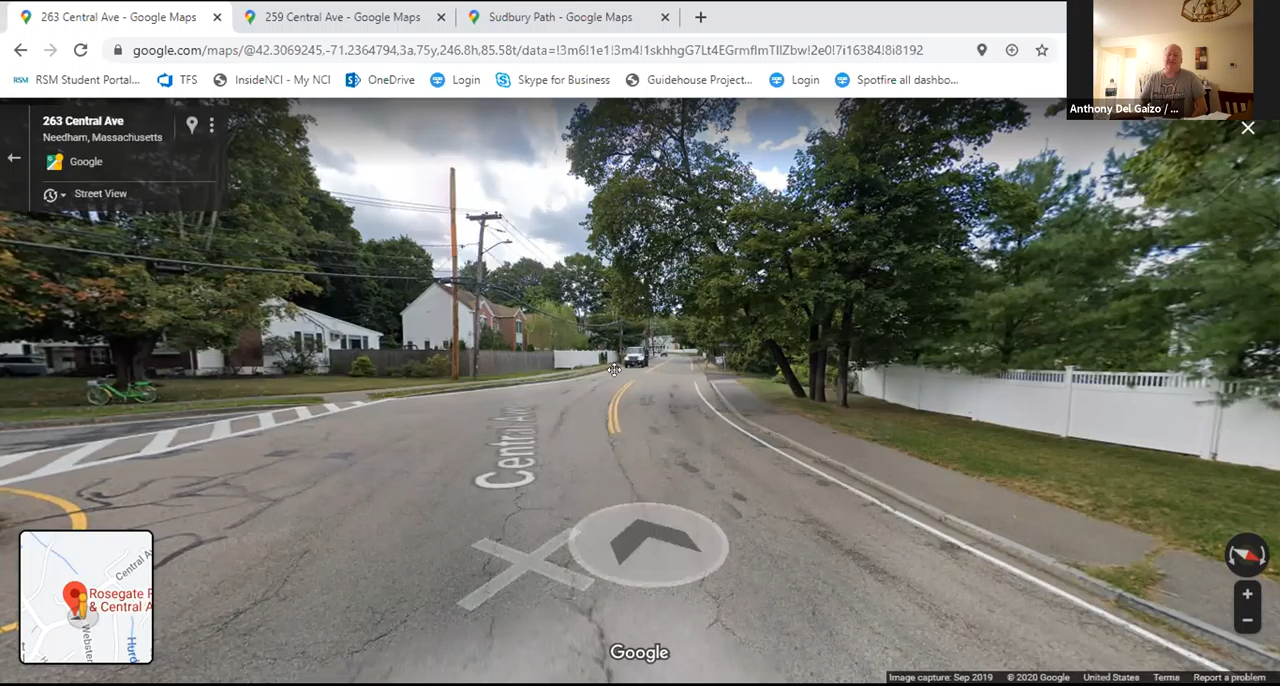 263 Central Ave - Google Maps
259 Central Ave - Google Maps
Sudbury Path - Google Maps
google.com/maps/@42.3069245,-71.2364794,3a,75y,246.8h,85.58t/data=!3m6!1e1!3m4!1skhhgG7Lt4EGrmfImTIIZbw!2e0!7i16384!8i8192
RSM Student Portal...
TFS
InsideNCI - My NCI
OneDrive
Login
Skype for Business
Guidehouse Project...
Login
Spotfire all dashbo...
Anthony Del Gaizo / ...
263 Central Ave
Needham, Massachusetts
Google
Street View
Central Ave
Central A
Rosegate R
& Central A
Webster
Hurd
Google
Image capture: Sep 2019 © 2020 Google United States Terms Report a problem